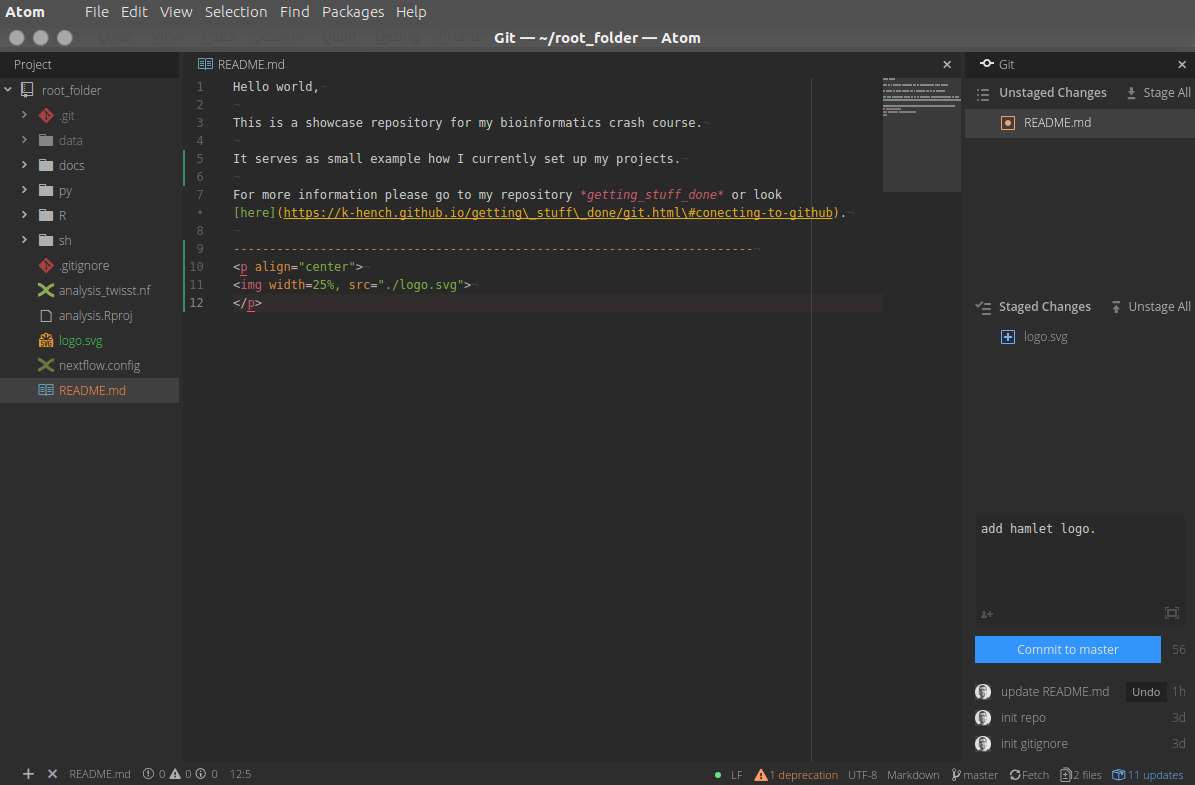 Atom File Edit View Selection Find Packages Help
Git — ~/root_folder — Atom
Project
root_folder
.git
data
docs
py
R
sh
.gitignore
analysis_twisst.nf
analysis.Rproj
logo.svg
nextflow.config
README.md
README.md
1 Hello world,¬
2 ¬
3 This is a showcase repository for my bioinformatics crash course.¬
4 ¬
5 It serves as small example how I currently set up my projects.¬
6 ¬
7 For more information please go to my repository *getting_stuff_done* or look
• [here](https://k-hench.github.io/getting\_stuff\_done/git.html\#conecting-to-github).¬
8 ¬
9 ------------------------------------------------------------------------¬
10 <p align="center">¬
11 <img width=25%, src="./logo.svg">¬
12 </p>
Git
Unstaged Changes Stage All
README.md
Staged Changes Unstage All
logo.svg
add hamlet logo.
Commit to master 56
update README.md Undo 1h
init repo 3d
init gitignore 3d
README.md 0 0 0 12:5
LF 1 deprecation UTF-8 Markdown master Fetch 2 files 11 updates